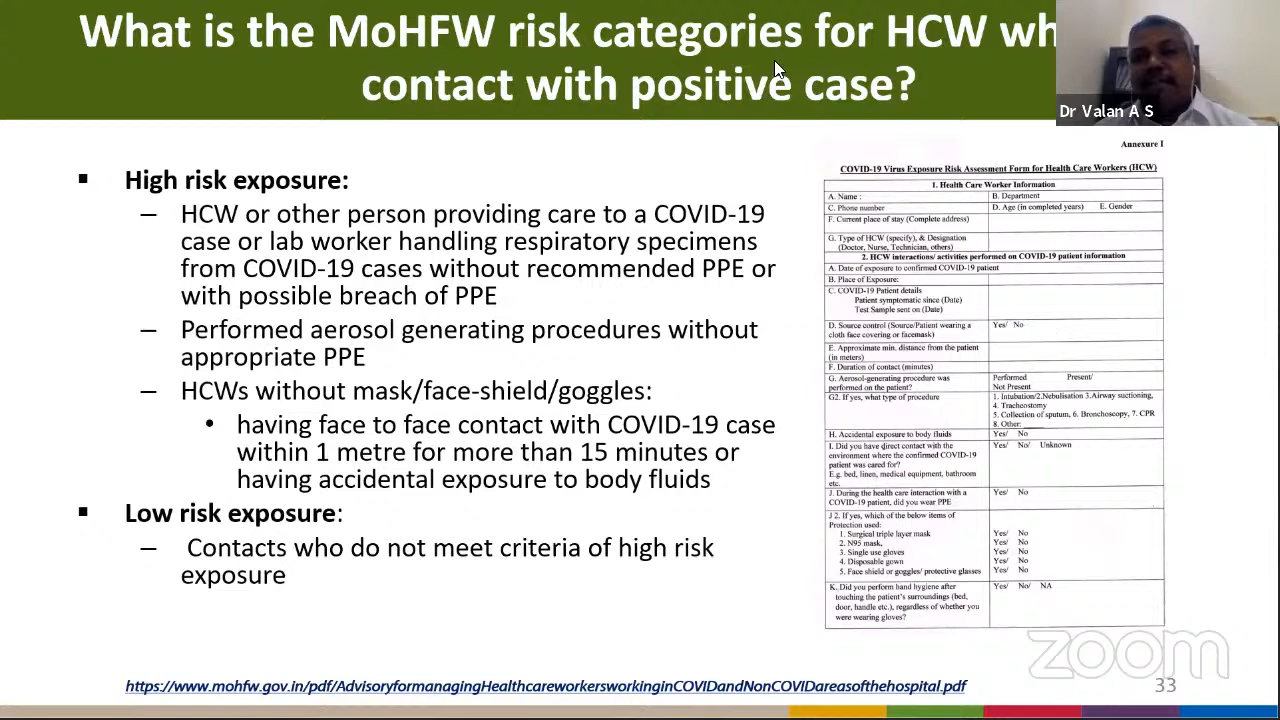 What is the MoHFW risk categories for HCW wh
contact with positive case?
Dr Valan A S
▪ High risk exposure:
– HCW or other person providing care to a COVID-19
case or lab worker handling respiratory specimens
from COVID-19 cases without recommended PPE or
with possible breach of PPE
– Performed aerosol generating procedures without
appropriate PPE
– HCWs without mask/face-shield/goggles:
• having face to face contact with COVID-19 case
within 1 metre for more than 15 minutes or
having accidental exposure to body fluids
▪ Low risk exposure:
– Contacts who do not meet criteria of high risk
exposure
Annexure I
COVID-19 Virus Exposure Risk Assessment Form for Health Care Workers (HCW)
1. Health Care Worker Information
A. Name : B. Department
C. Phone number D. Age (in completed years) E. Gender
F. Current place of stay (Complete address)
G. Type of HCW (specify), & Designation
(Doctor, Nurse, Technician, others)
2. HCW interactions/ activities performed on COVID-19 patient information
A. Date of exposure to confirmed COVID-19 patient
B. Place of Exposure:
C. COVID-19 Patient details
Patient symptomatic since (Date)
Test Sample sent on (Date)
D. Source control (Source/Patient wearing a Yes/ No
cloth face covering or facemask)
E. Approximate min. distance from the patient
(in meters)
F. Duration of contact (minutes)
G. Aerosol-generating procedure was Performed Present/
performed on the patient? Not Present
G2. If yes, what type of procedure 1. Intubation/2.Nebulisation 3.Airway suctioning,
4. Tracheostomy
5. Collection of sputum, 6. Bronchoscopy, 7. CPR
8. Other:
H. Accidental exposure to body fluids Yes/ No
I. Did you have direct contact with the Yes/ No/ Unknown
environment where the confirmed COVID-19
patient was cared for?
E.g. bed, linen, medical equipment, bathroom
etc.
J. During the health care interaction with a Yes/ No
COVID-19 patient, did you wear PPE
J 2. If yes, which of the below items of
Protection used:
1. Surgical triple layer mask Yes/ No
2. N95 mask, Yes/ No
3. Single use gloves Yes/ No
4. Disposable gown Yes/ No
5. Face shield or goggles/ protective glasses Yes/ No
K. Did you perform hand hygiene after Yes/ No/ NA
touching the patient's surroundings (bed,
door, handle etc.), regardless of whether you
were wearing gloves?
zoom
https://www.mohfw.gov.in/pdf/AdvisoryformanagingHealthcareworkersworkinginCOVIDandNonCOVIDareasofthehospital.pdf
33